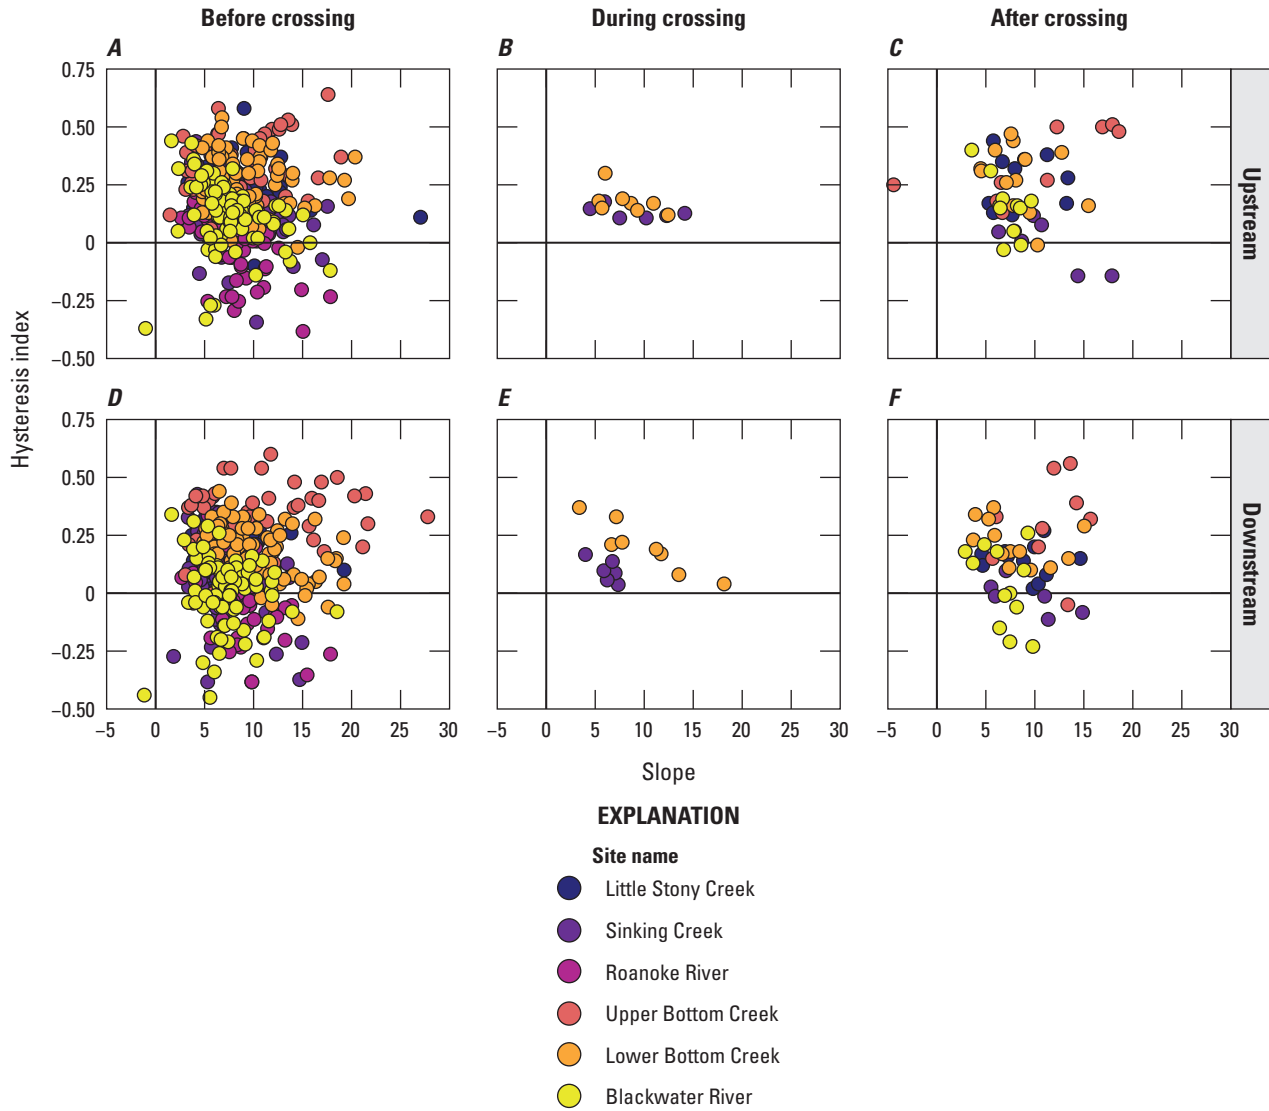 Before crossing
During crossing
After crossing
A
B
C
0.75
0.50
0.25
0
−0.25
−0.50
Upstream
Hysteresis index
D
E
F
0.75
0.50
0.25
0
−0.25
−0.50
Downstream
−5 0 5 10 15 20 25 30
−5 0 5 10 15 20 25 30
−5 0 5 10 15 20 25 30
Slope
EXPLANATION
Site name
Little Stony Creek
Sinking Creek
Roanoke River
Upper Bottom Creek
Lower Bottom Creek
Blackwater River